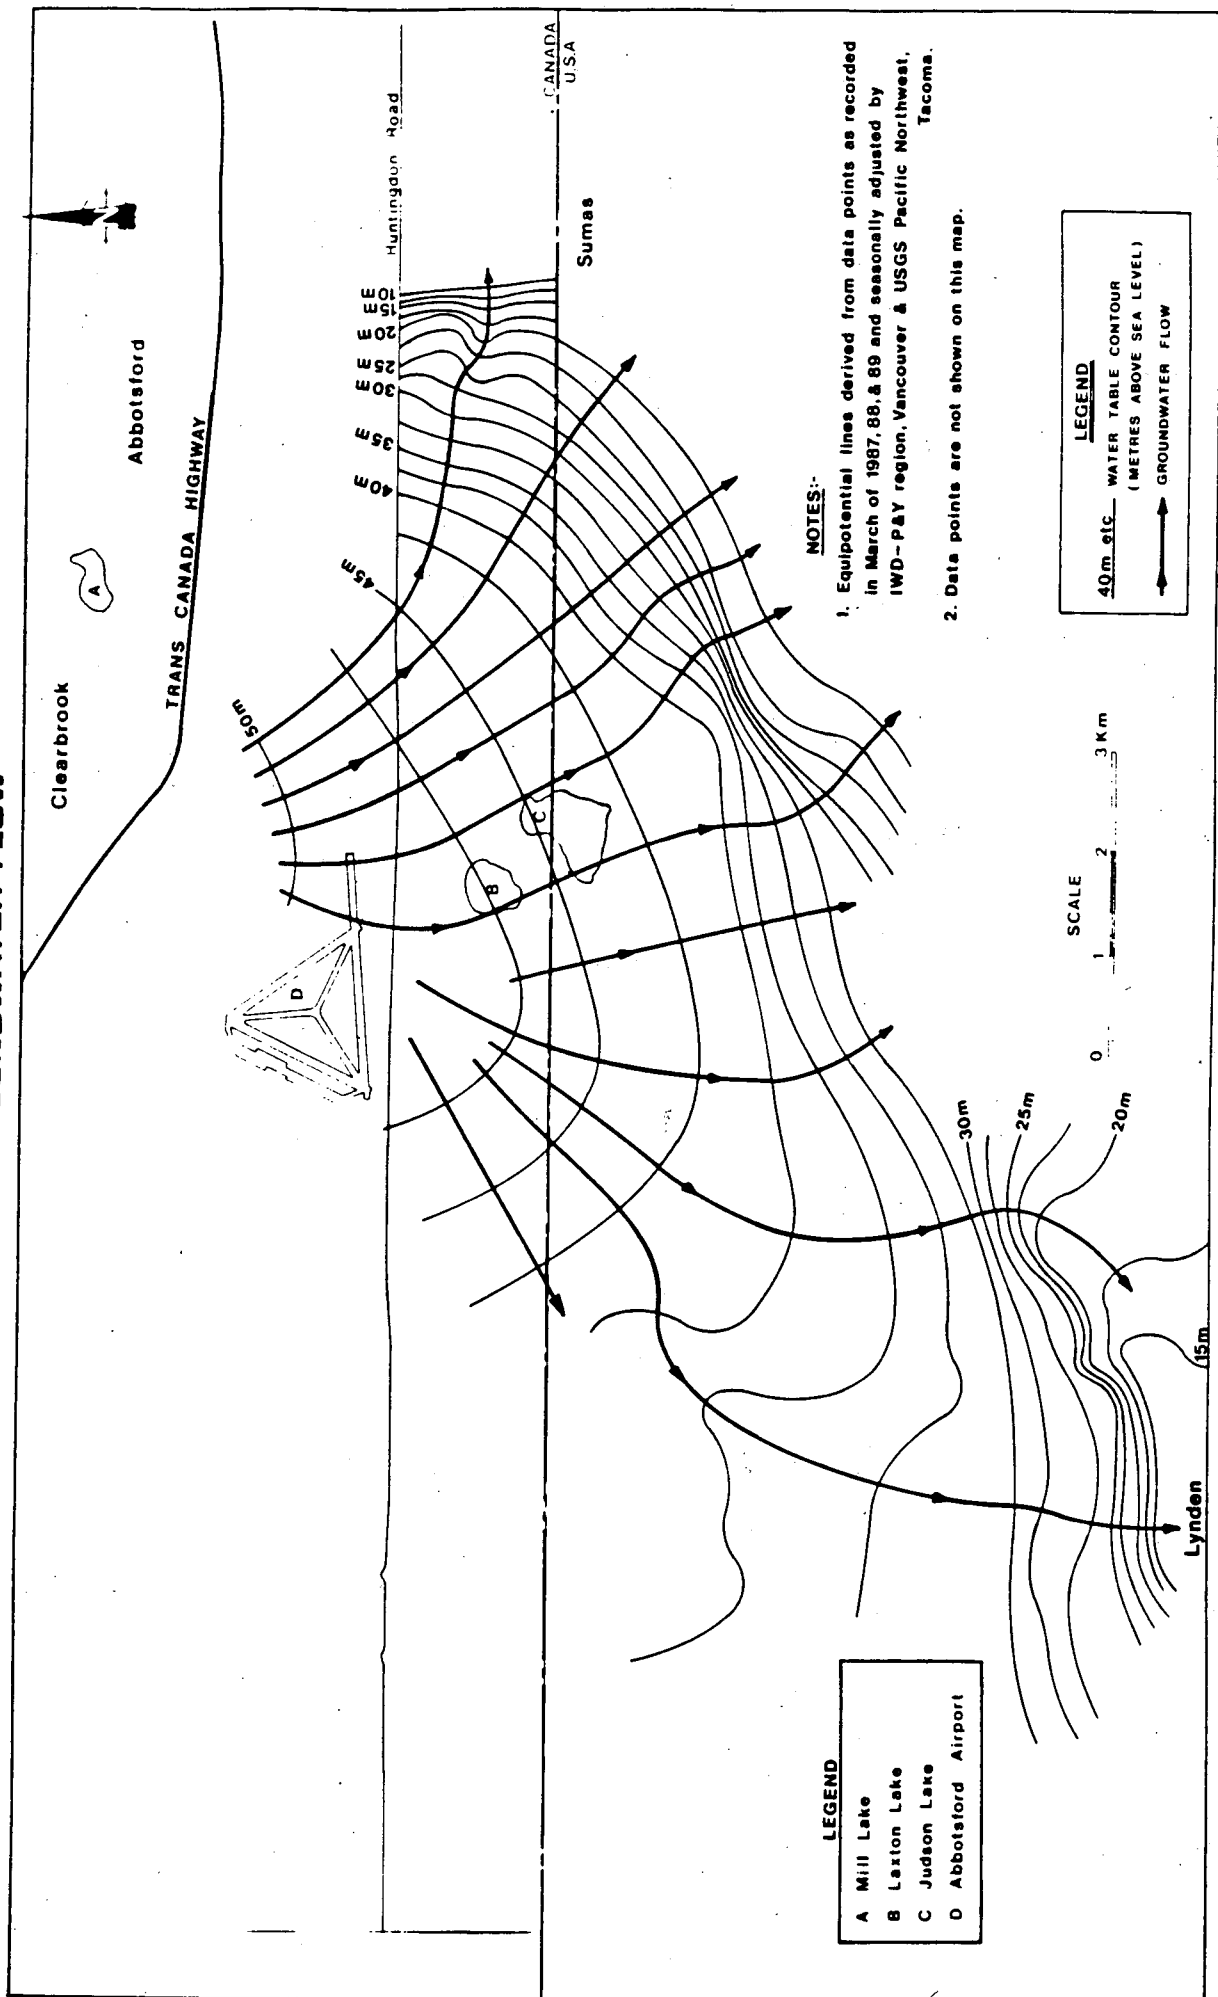 Clearbrook
Abbotsford
A
N
TRANS CANADA HIGHWAY
Huntingdon Road
CANADA
U.S.A
Sumas
50m
45m
40m
35m
30m
25m
20m
15m
10m
D
B
C
NOTES:-
1. Equipotential lines derived from data points as recorded
in March of 1987, 88, & 89 and seasonally adjusted by
IWD-P&Y region, Vancouver & USGS Pacific Northwest,
Tacoma.
2. Data points are not shown on this map.
LEGEND
40m etc WATER TABLE CONTOUR
( METRES ABOVE SEA LEVEL )
GROUNDWATER FLOW
SCALE
0 1 2 3 Km
30m
25m
20m
15m
Lynden
LEGEND
A Mill Lake
B Laxton Lake
C Judson Lake
D Abbotsford Airport